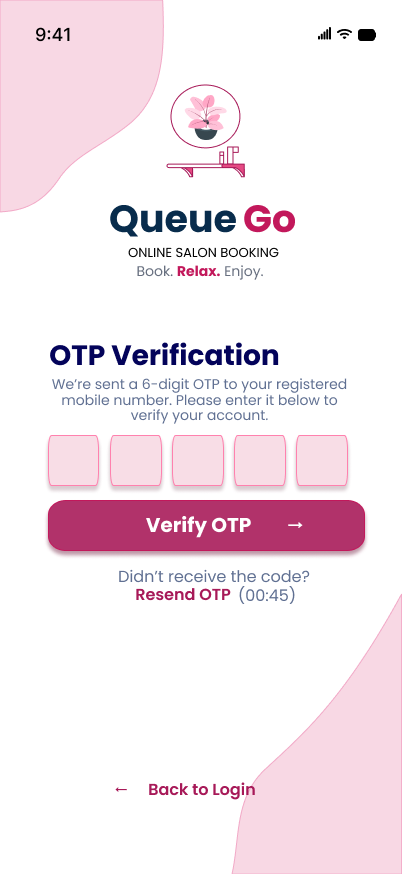 9:41
Queue Go
ONLINE SALON BOOKING
Book. Relax. Enjoy.
OTP Verification
We’re sent a 6-digit OTP to your registered
mobile number. Please enter it below to
verify your account.
Verify OTP →
Didn’t receive the code?
Resend OTP (00:45)
← Back to Login